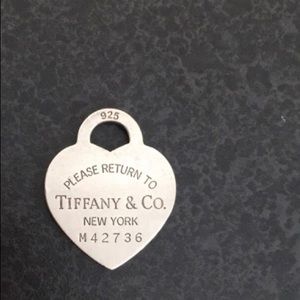 925
PLEASE RETURN TO
TIFFANY & CO.
NEW YORK
M42736